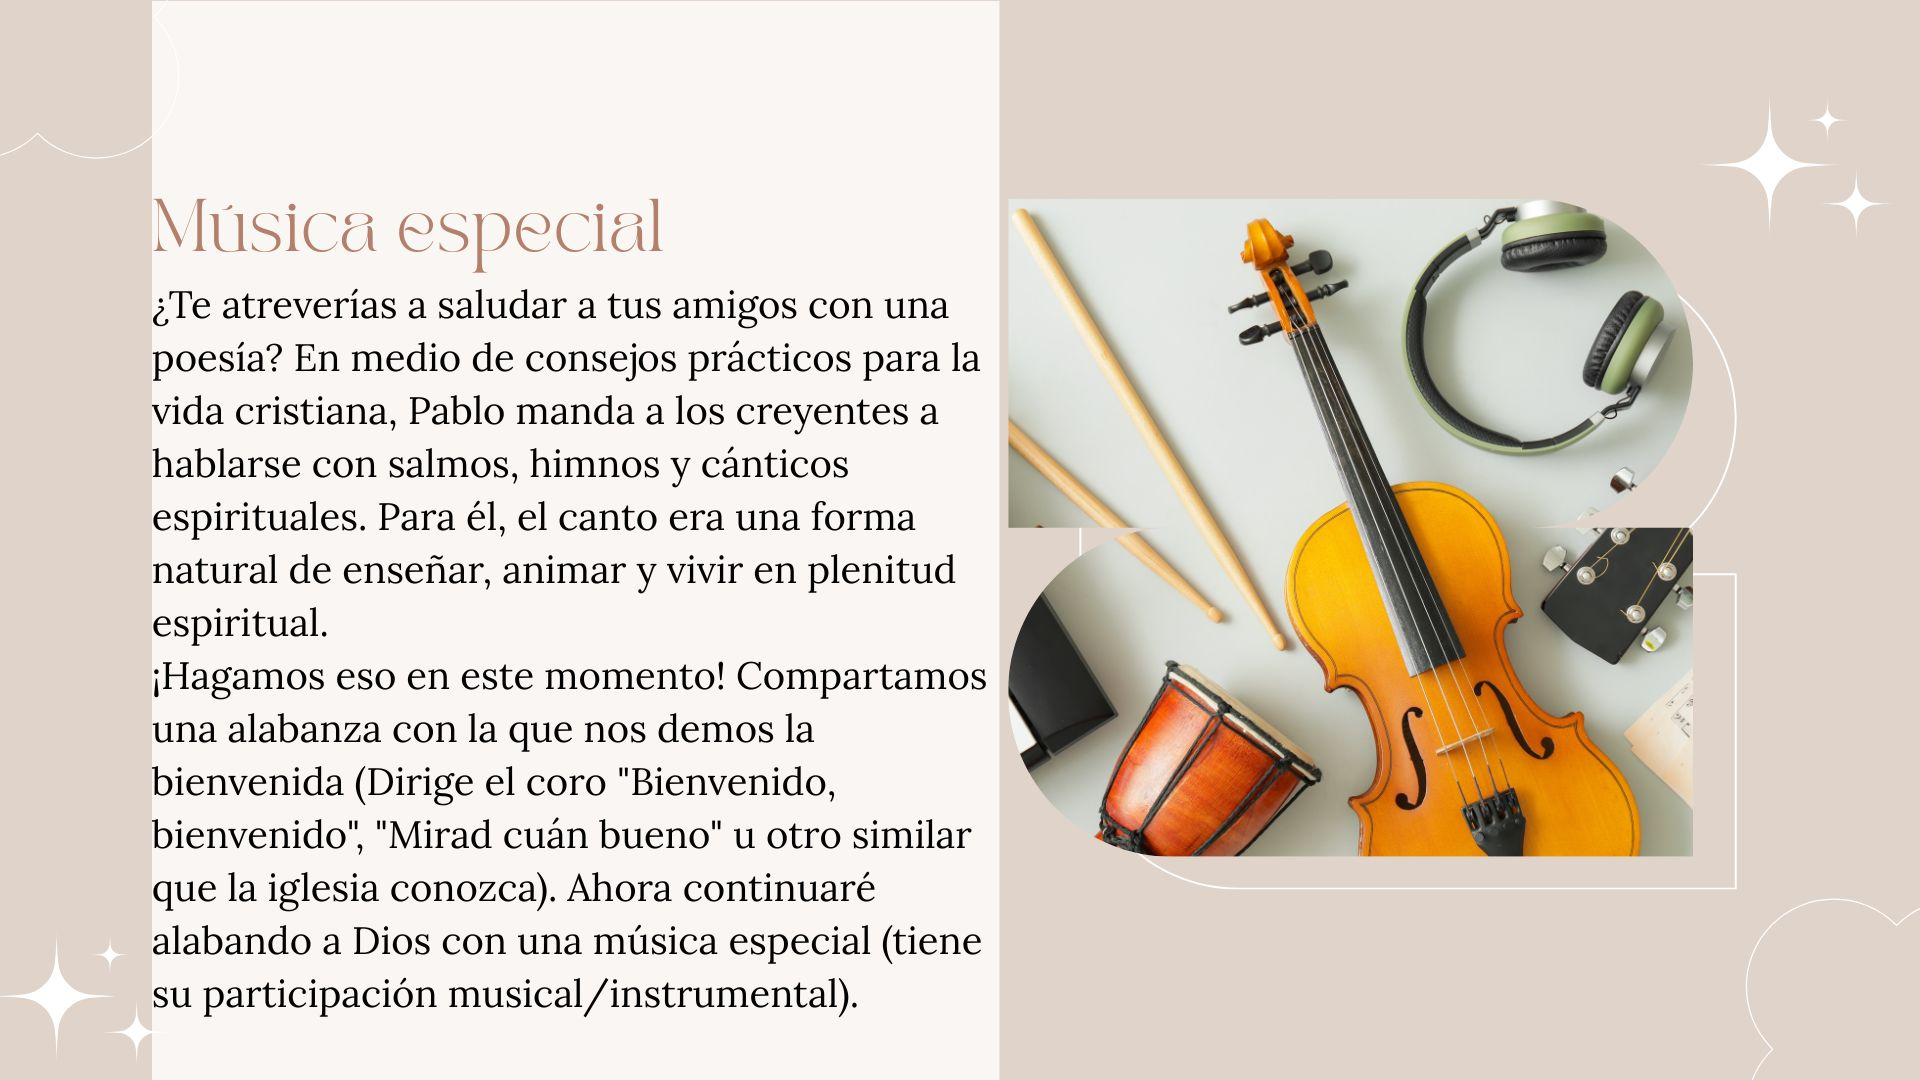 Música especial
¿Te atreverías a saludar a tus amigos con una
poesía? En medio de consejos prácticos para la
vida cristiana, Pablo manda a los creyentes a
hablarse con salmos, himnos y cánticos
espirituales. Para él, el canto era una forma
natural de enseñar, animar y vivir en plenitud
espiritual.
¡Hagamos eso en este momento! Compartamos
una alabanza con la que nos demos la
bienvenida (Dirige el coro "Bienvenido,
bienvenido", "Mirad cuán bueno" u otro similar
que la iglesia conozca). Ahora continuaré
alabando a Dios con una música especial (tiene
su participación musical/instrumental).